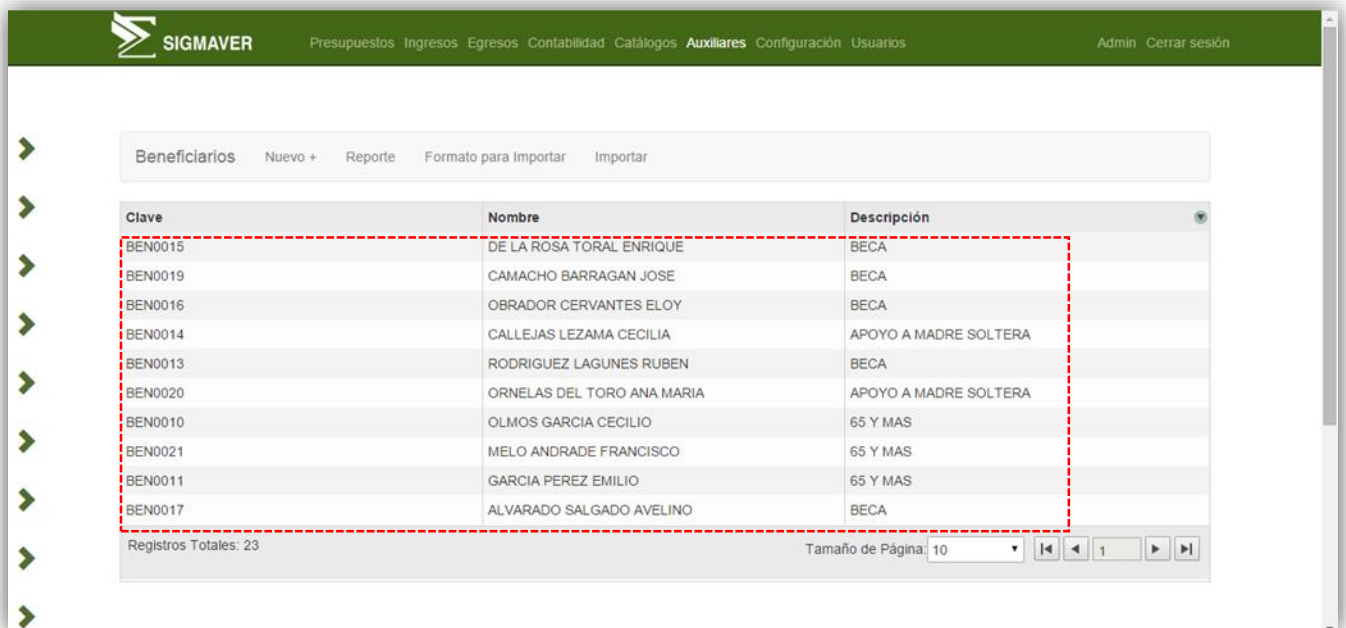 SIGMAVER Presupuestos Ingresos Egresos Contabilidad Catálogos Auxiliares Configuración Usuarios Admin Cerrar sesión
Beneficiarios Nuevo + Reporte Formato para Importar Importar
Clave Nombre Descripción
BEN0015 DE LA ROSA TORAL ENRIQUE BECA
BEN0019 CAMACHO BARRAGAN JOSE BECA
BEN0016 OBRADOR CERVANTES ELOY BECA
BEN0014 CALLEJAS LEZAMA CECILIA APOYO A MADRE SOLTERA
BEN0013 RODRIGUEZ LAGUNES RUBEN BECA
BEN0020 ORNELAS DEL TORO ANA MARIA APOYO A MADRE SOLTERA
BEN0010 OLMOS GARCIA CECILIO 65 Y MAS
BEN0021 MELO ANDRADE FRANCISCO 65 Y MAS
BEN0011 GARCIA PEREZ EMILIO 65 Y MAS
BEN0017 ALVARADO SALGADO AVELINO BECA
Registros Totales: 23 Tamaño de Página: 10 1